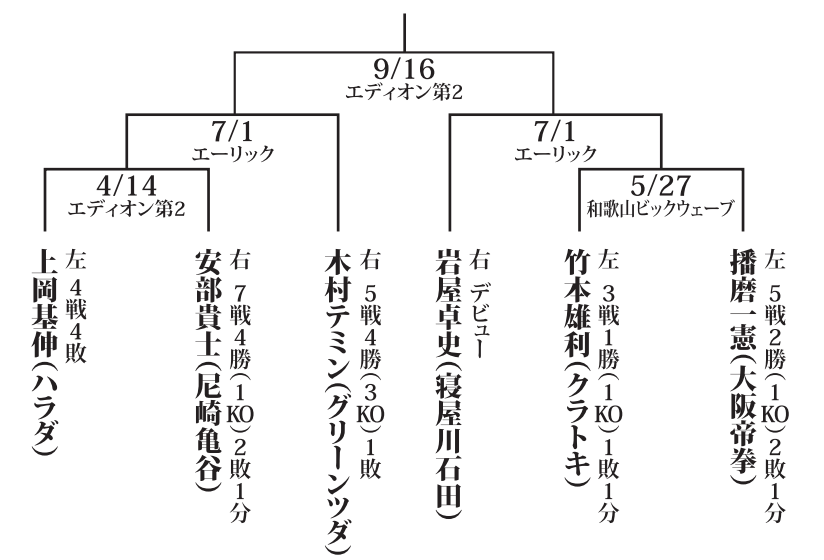 9/16
エディオン第2
7/1
エーリック
7/1
エーリック
4/14
エディオン第2
5/27
和歌山ビックウェーブ
左 4戦4敗
上岡基伸(ハラダ)
右 7戦4勝(1KO)2敗1分
安部貴士(尼崎亀谷)
右 5戦4勝(3KO)1敗
木村テミン(グリーンツダ)
右 デビュー
岩屋卓史(寝屋川石田)
左 3戦1勝(1KO)1敗1分
竹本雄利(クラトキ)
左 5戦2勝(1KO)2敗1分
播磨一憲(大阪帝拳)